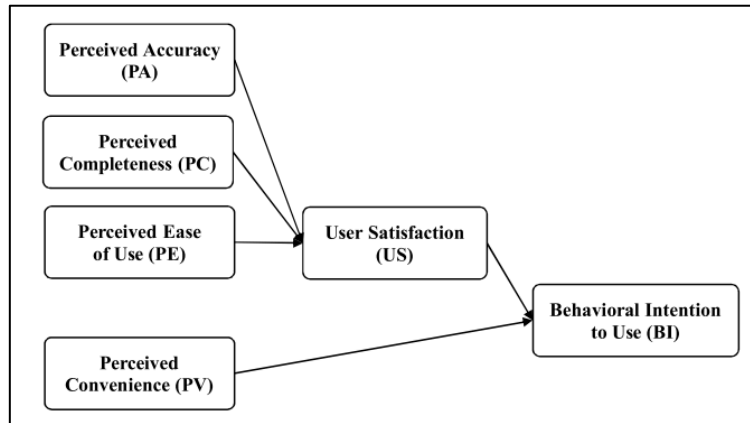 Perceived Accuracy
(PA)
Perceived
Completeness (PC)
Perceived Ease
of Use (PE)
User Satisfaction
(US)
Behavioral Intention
to Use (BI)
Perceived
Convenience (PV)